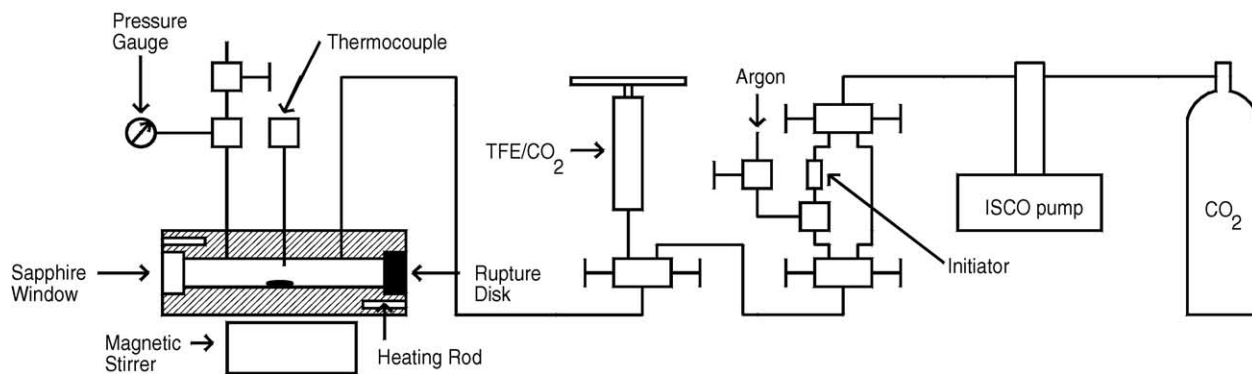 Pressure
Gauge
Thermocouple
Argon
TFE/CO2
ISCO pump
CO2
Initiator
Sapphire
Window
Rupture
Disk
Magnetic
Stirrer
Heating Rod